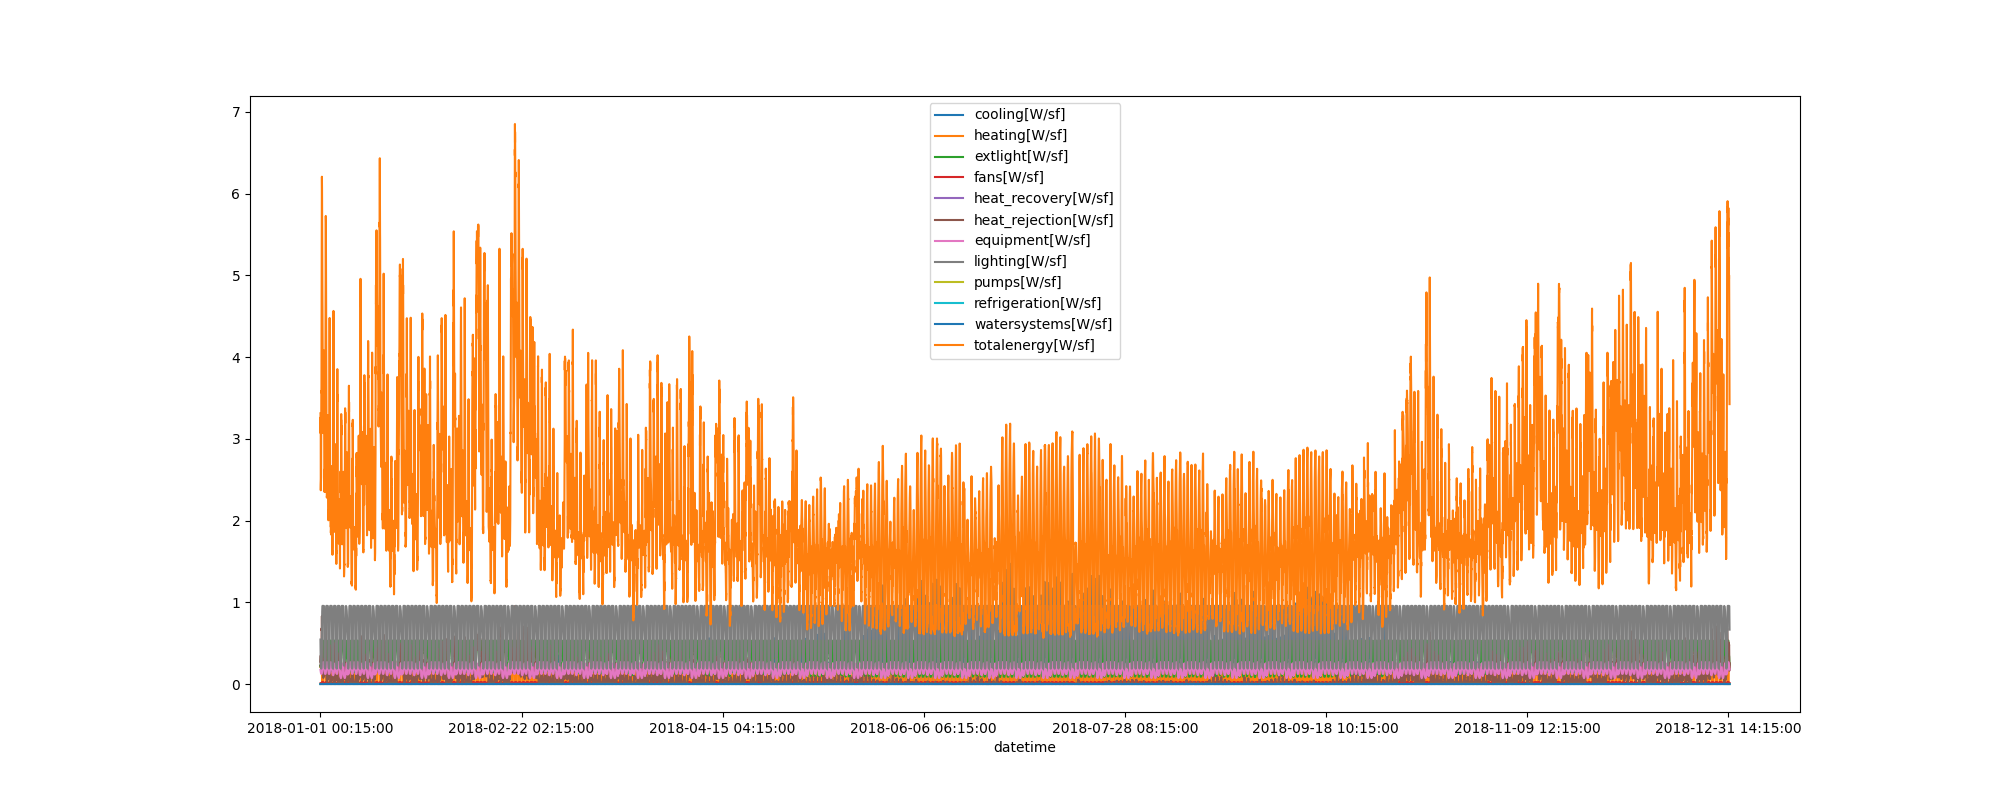 7
6
5
4
3
2
1
0
cooling[W/sf]
heating[W/sf]
extlight[W/sf]
fans[W/sf]
heat_recovery[W/sf]
heat_rejection[W/sf]
equipment[W/sf]
lighting[W/sf]
pumps[W/sf]
refrigeration[W/sf]
watersystems[W/sf]
totalenergy[W/sf]
2018-01-01 00:15:00 2018-02-22 02:15:00 2018-04-15 04:15:00 2018-06-06 06:15:00 2018-07-28 08:15:00 2018-09-18 10:15:00 2018-11-09 12:15:00 2018-12-31 14:15:00
datetime